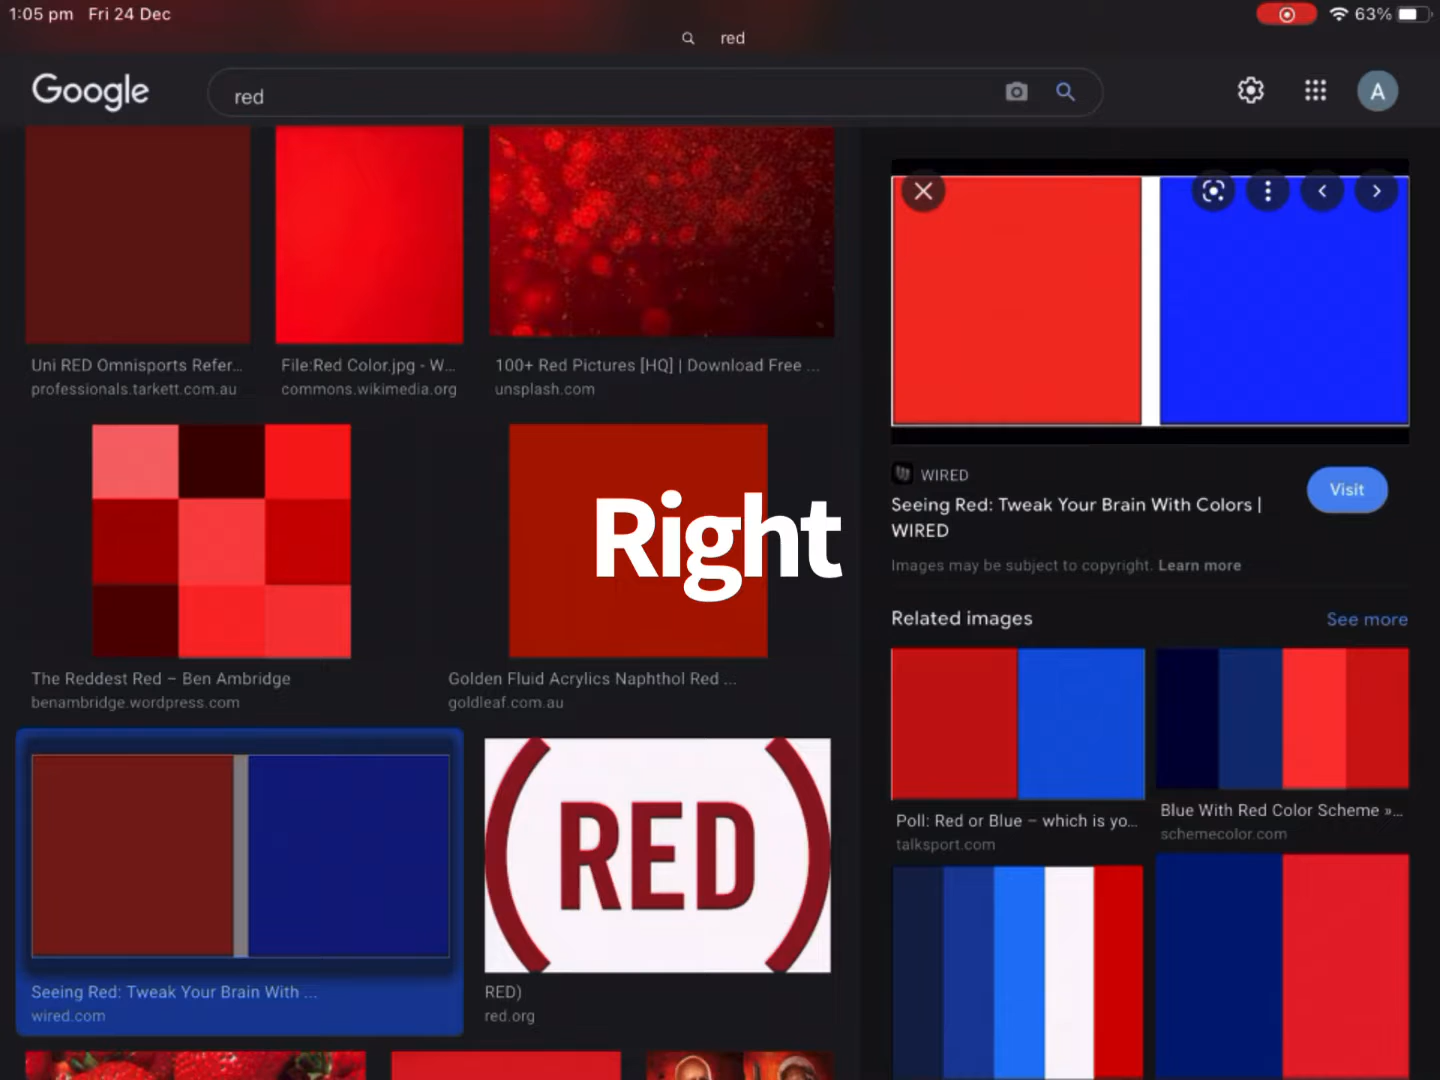 1:05 pm Fri 24 Dec
63%
red
Google
red
A
Uni RED Omnisports Refer...
professionals.tarkett.com.au
File:Red Color.jpg - W...
commons.wikimedia.org
100+ Red Pictures [HQ] | Download Free ...
unsplash.com
Right
The Reddest Red – Ben Ambridge
benambridge.wordpress.com
Golden Fluid Acrylics Naphthol Red ...
goldleaf.com.au
Seeing Red: Tweak Your Brain With ...
wired.com
RED
RED)
red.org
WIRED
Seeing Red: Tweak Your Brain With Colors |
WIRED
Visit
Images may be subject to copyright. Learn more
Related images
See more
Poll: Red or Blue – which is yo...
talksport.com
Blue With Red Color Scheme »...
schemecolor.com